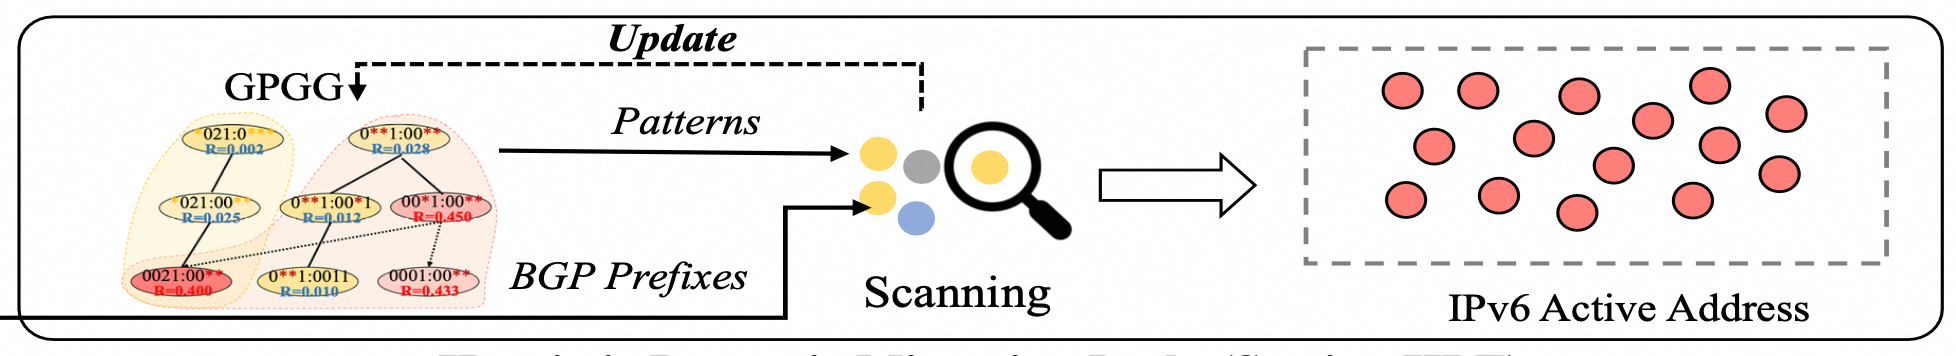 Update
GPGG
Patterns
*021:0***
R=0.002
0**1:00**
R=0.028
*021:00**
R=0.025
0**1:00*1
R=0.012
00*1:00**
R=0.450
0021:00**
R=0.400
0**1:0011
R=0.010
0001:00**
R=0.433
BGP Prefixes
Scanning
IPv6 Active Address